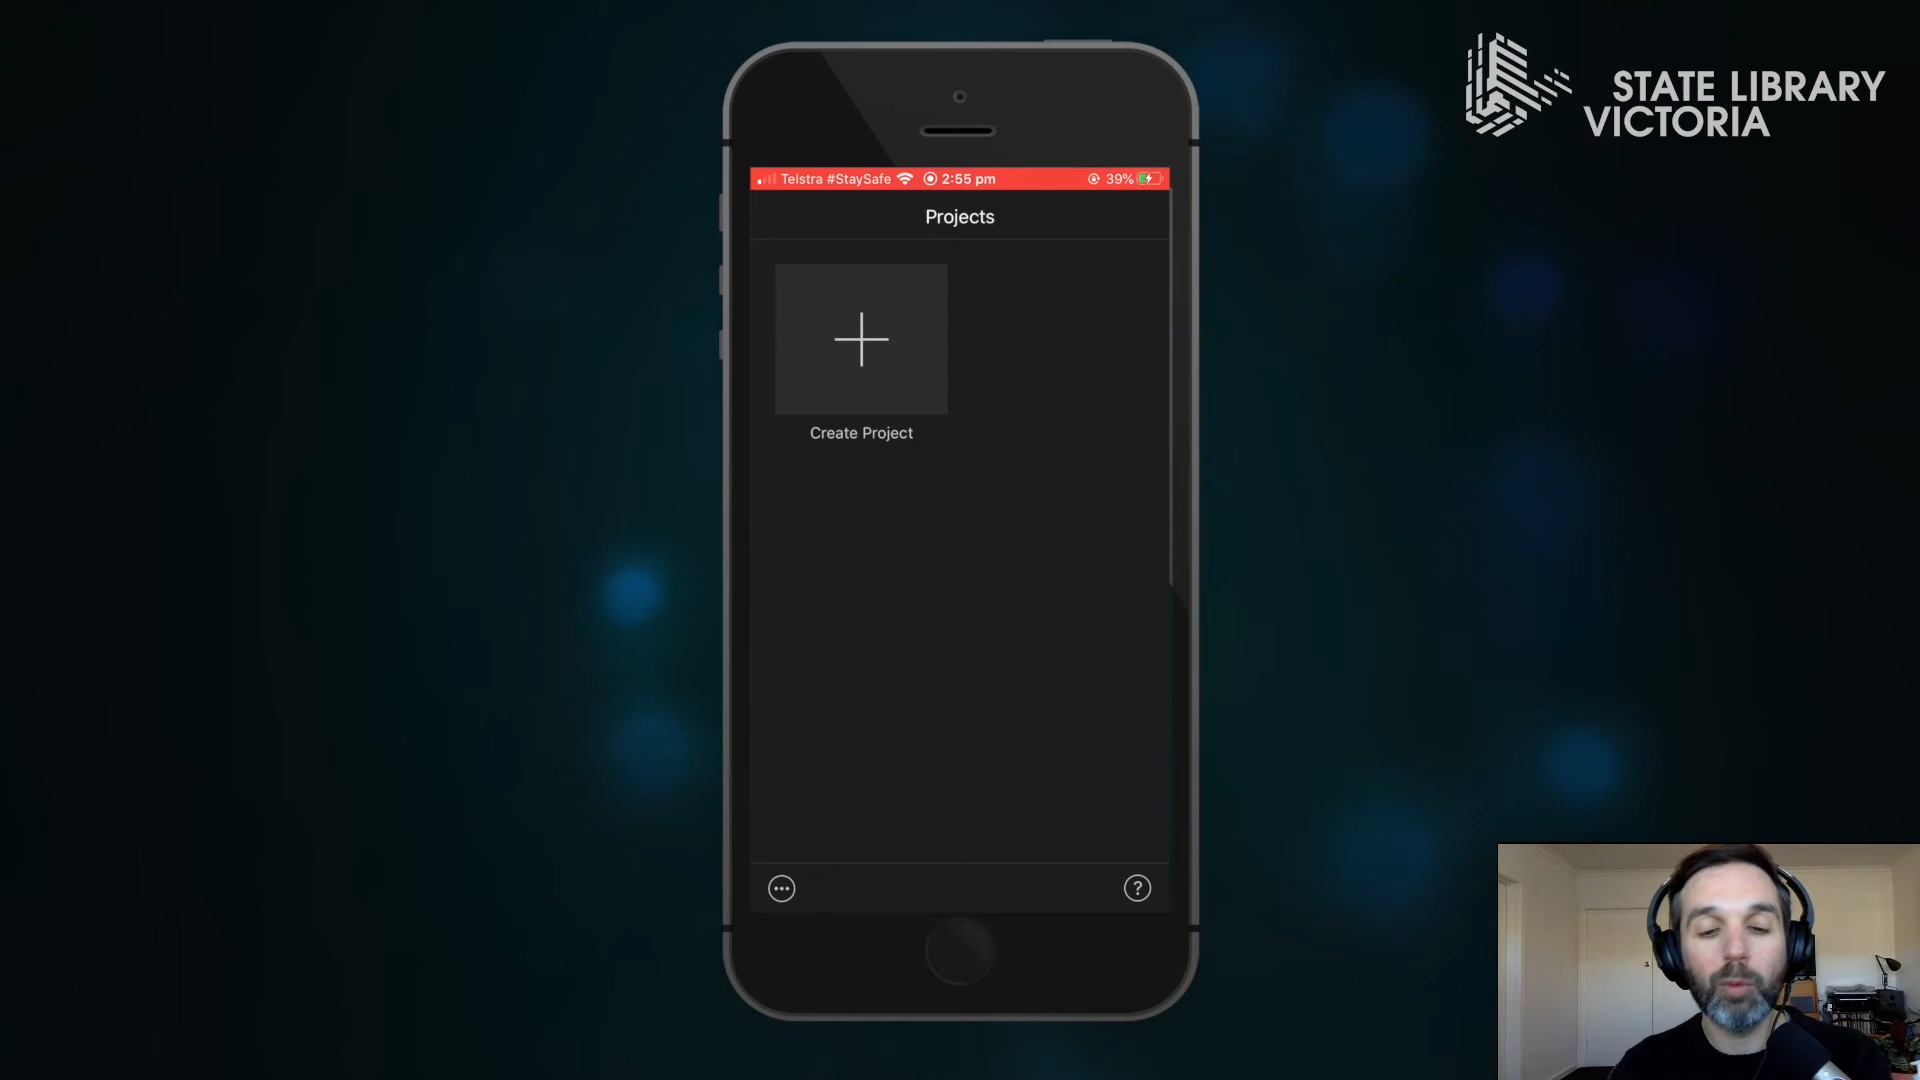 STATE LIBRARY
VICTORIA
Telstra #StaySafe 2:55 pm 39%
Projects
Create Project
?